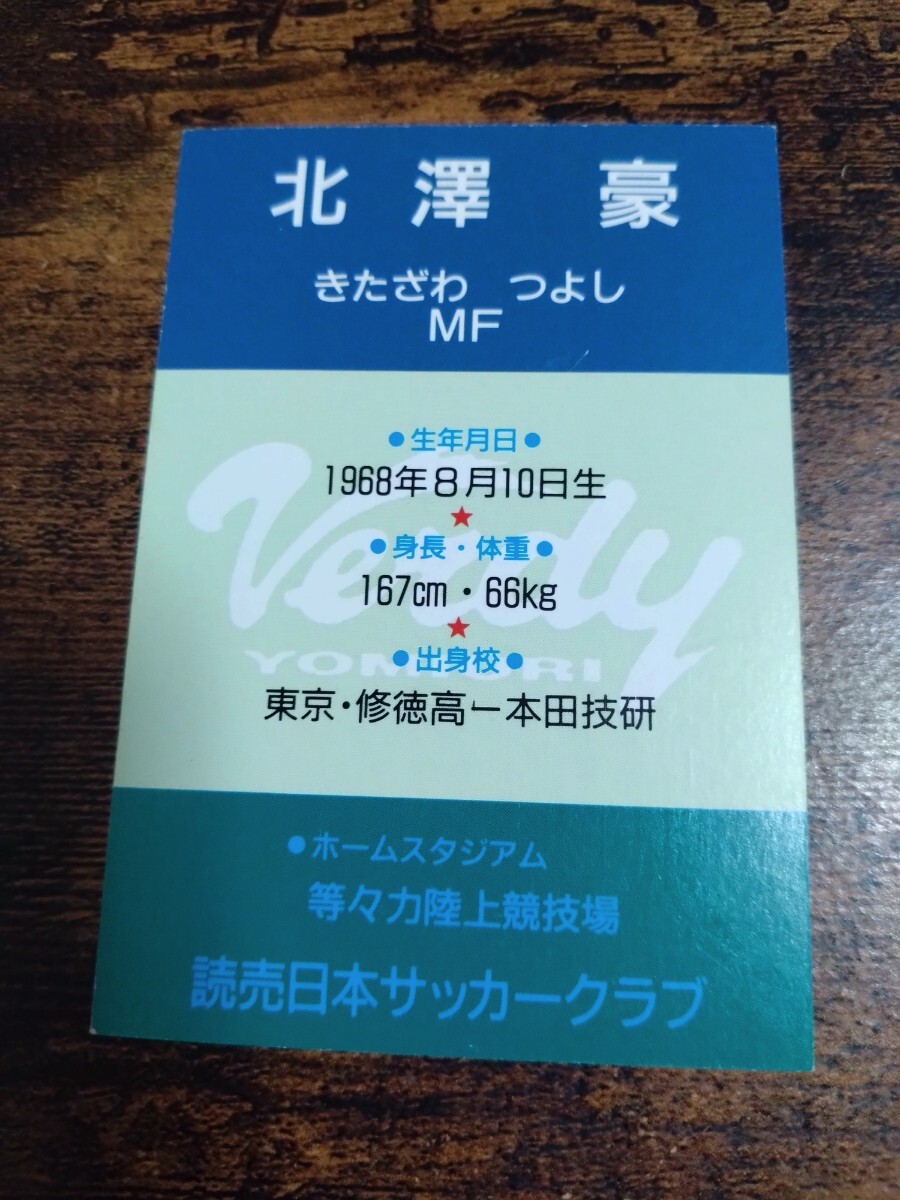 北澤 豪
きたざわ つよし
MF
●生年月日●
1968年8月10日生
★
●身長・体重●
167cm・66kg
★
●出身校●
東京・修徳高ー本田技研
Verdy
YOMIURI
●ホームスタジアム
等々力陸上競技場
読売日本サッカークラブ